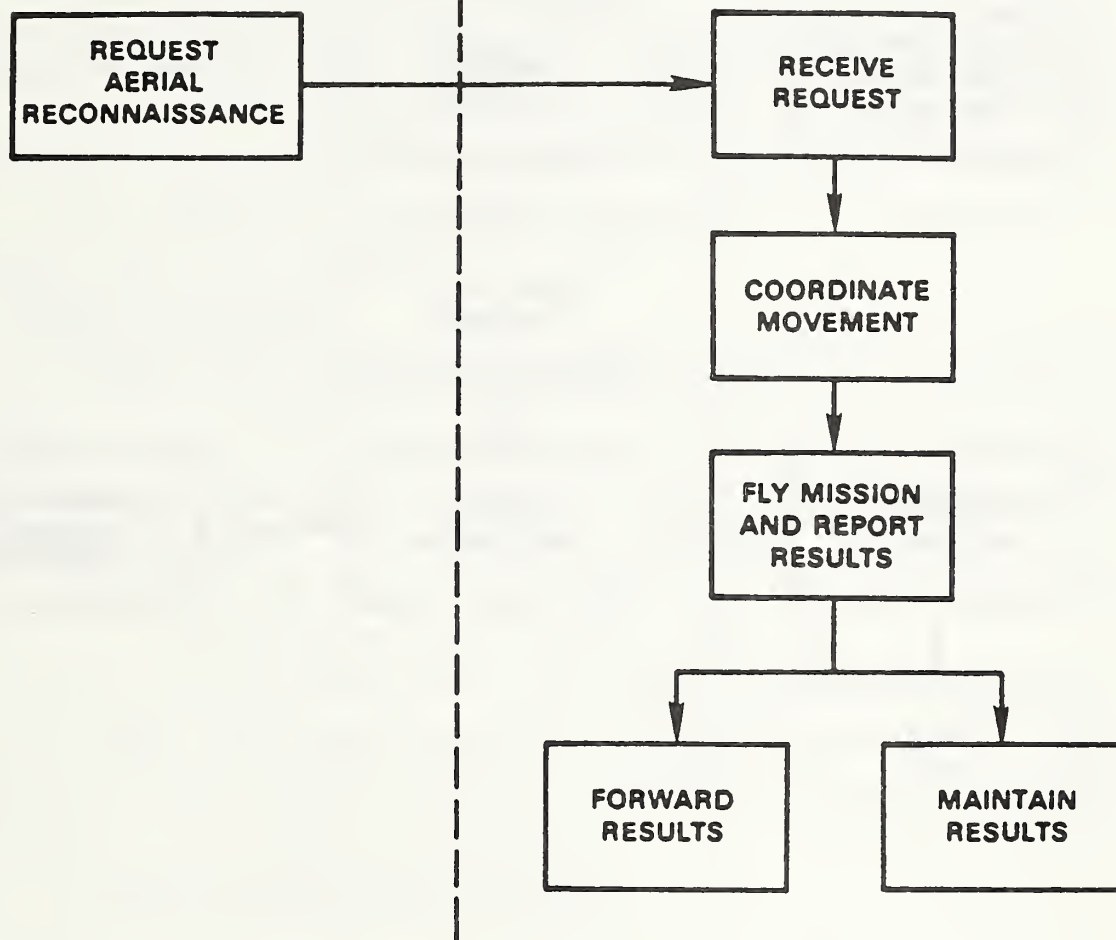 REQUEST
AERIAL
RECONNAISSANCE
RECEIVE
REQUEST
COORDINATE
MOVEMENT
FLY MISSION
AND REPORT
RESULTS
FORWARD
RESULTS
MAINTAIN
RESULTS